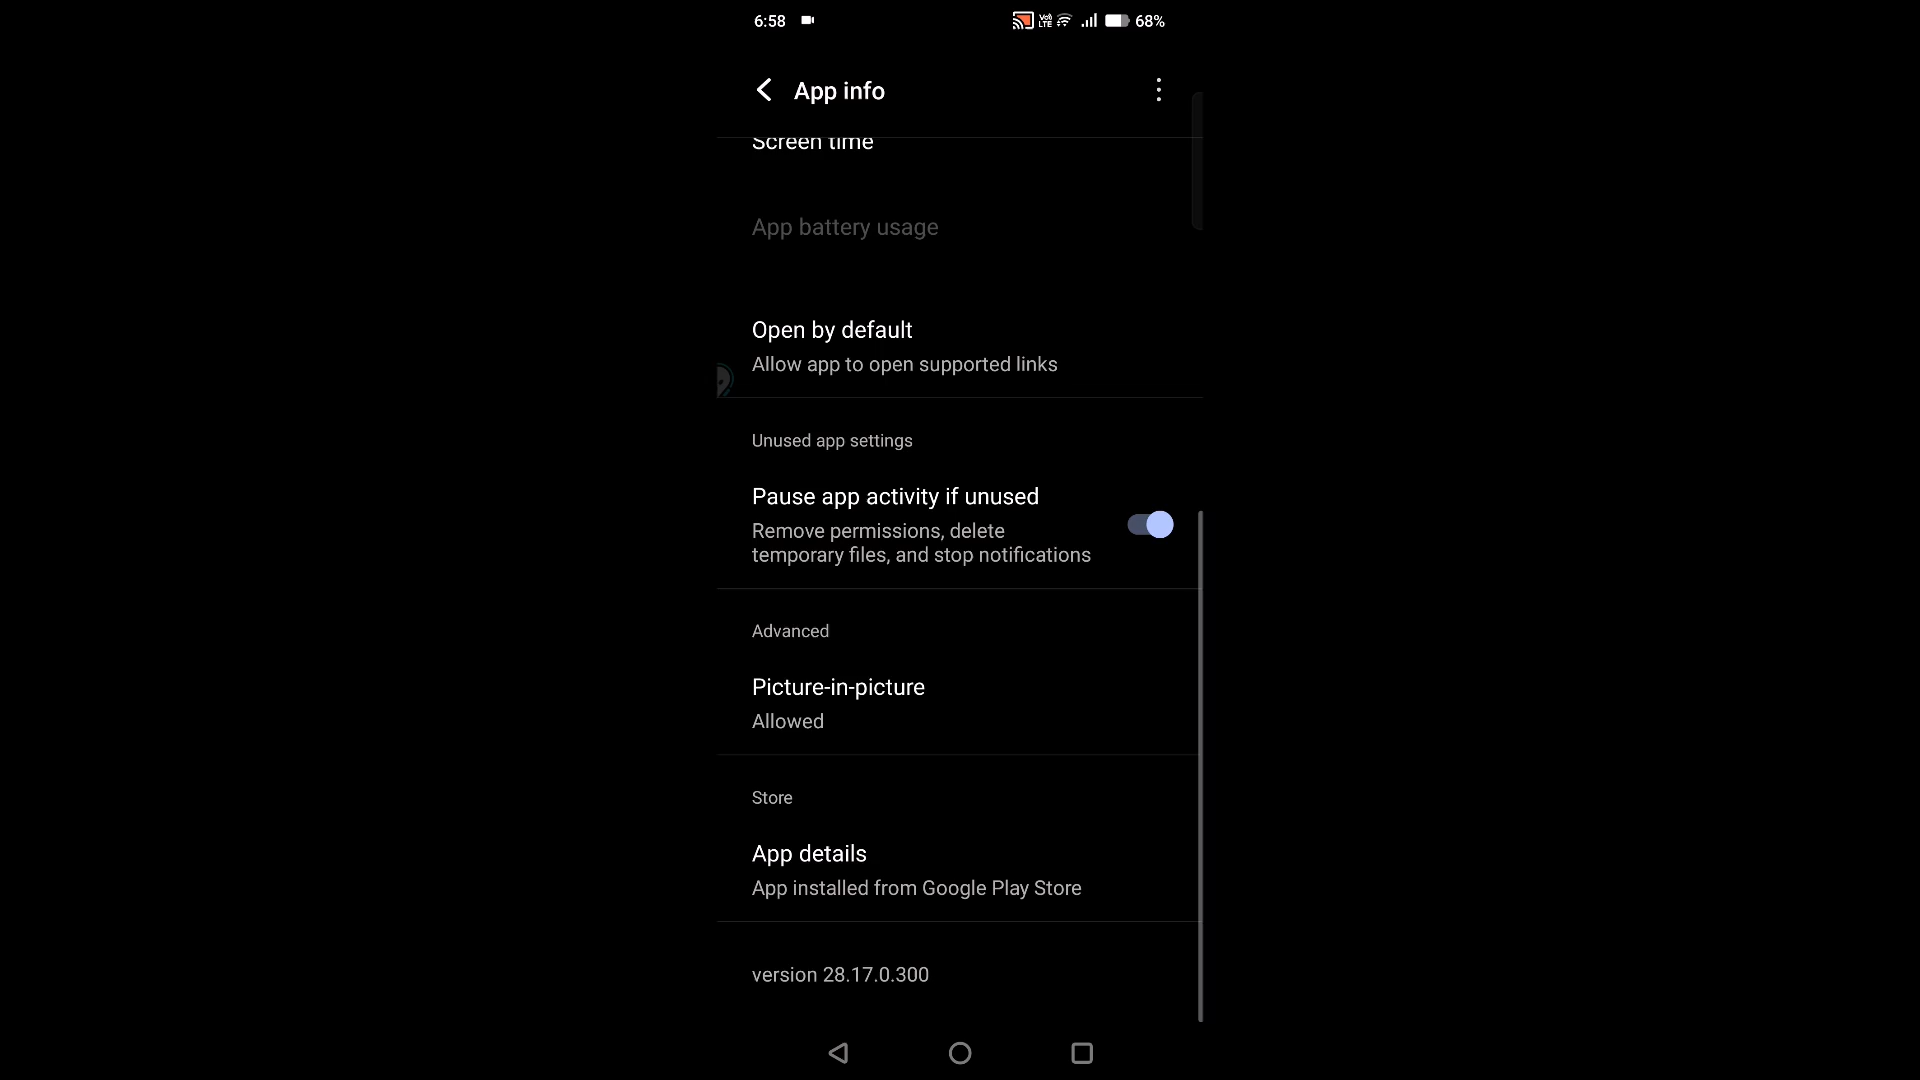 6:58
Vo) LTE
68%
App info
Screen time
App battery usage
Open by default
Allow app to open supported links
Unused app settings
Pause app activity if unused
Remove permissions, delete
temporary files, and stop notifications
Advanced
Picture-in-picture
Allowed
Store
App details
App installed from Google Play Store
version 28.17.0.300